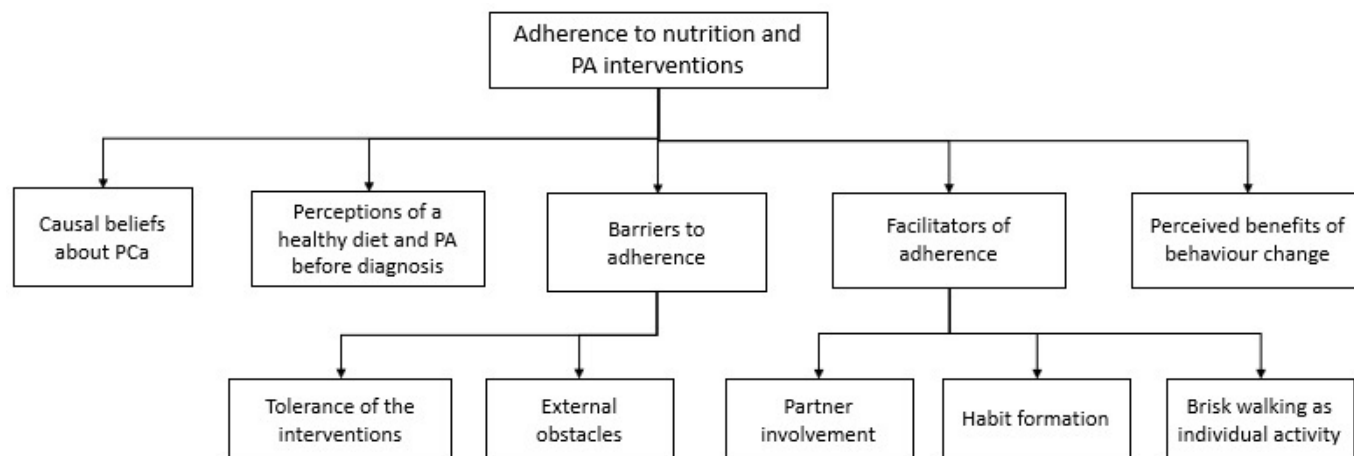 Adherence to nutrition and
PA interventions
Causal beliefs
about PCa
Perceptions of a
healthy diet and PA
before diagnosis
Barriers to
adherence
Facilitators of
adherence
Perceived benefits of
behaviour change
Tolerance of the
interventions
External
obstacles
Partner
involvement
Habit formation
Brisk walking as
individual activity